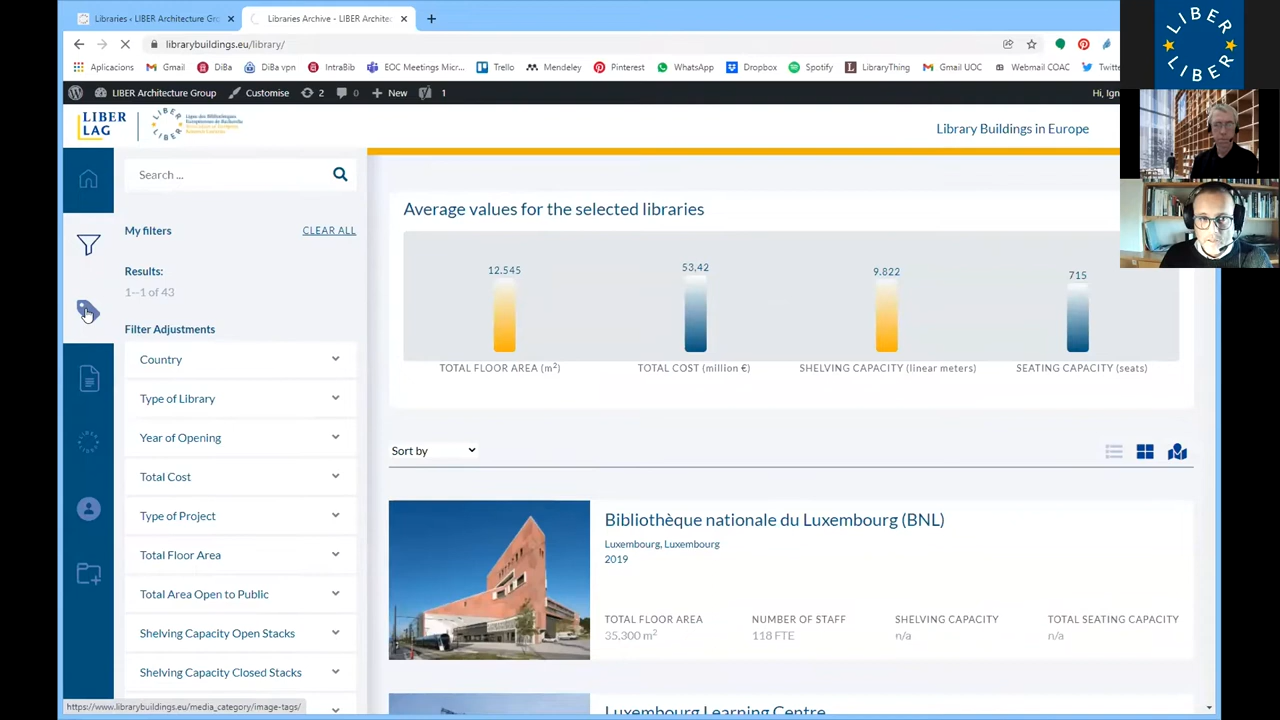 Libraries ‹ LIBER Architecture Gro
Libraries Archive - LIBER Archite
librarybuildings.eu/library/
Aplicacions
Gmail
DiBa
DiBa vpn
IntraBib
EOC Meetings Micr...
Trello
Mendeley
Pinterest
WhatsApp
Dropbox
Spotify
LibraryThing
Gmail UOC
Webmail COAC
Twitte
LIBER Architecture Group
Customise
2
0
New
1
Hi, Ign
LIBER
LAG
Library Buildings in Europe
LIBER
LIBER
Search ...
My filters
CLEAR ALL
Results:
1--1 of 43
Filter Adjustments
Country
Type of Library
Year of Opening
Total Cost
Type of Project
Total Floor Area
Total Area Open to Public
Shelving Capacity Open Stacks
Shelving Capacity Closed Stacks
Average values for the selected libraries
12.545
53,42
9.822
715
TOTAL FLOOR AREA (m²)
TOTAL COST (million €)
SHELVING CAPACITY (linear meters)
SEATING CAPACITY (seats)
Sort by
Bibliothèque nationale du Luxembourg (BNL)
Luxembourg, Luxembourg
2019
TOTAL FLOOR AREA
NUMBER OF STAFF
SHELVING CAPACITY
TOTAL SEATING CAPACITY
35.300 m²
118 FTE
n/a
n/a
Luxembourg Learning Centre
https://www.librarybuildings.eu/media_category/image-tags/